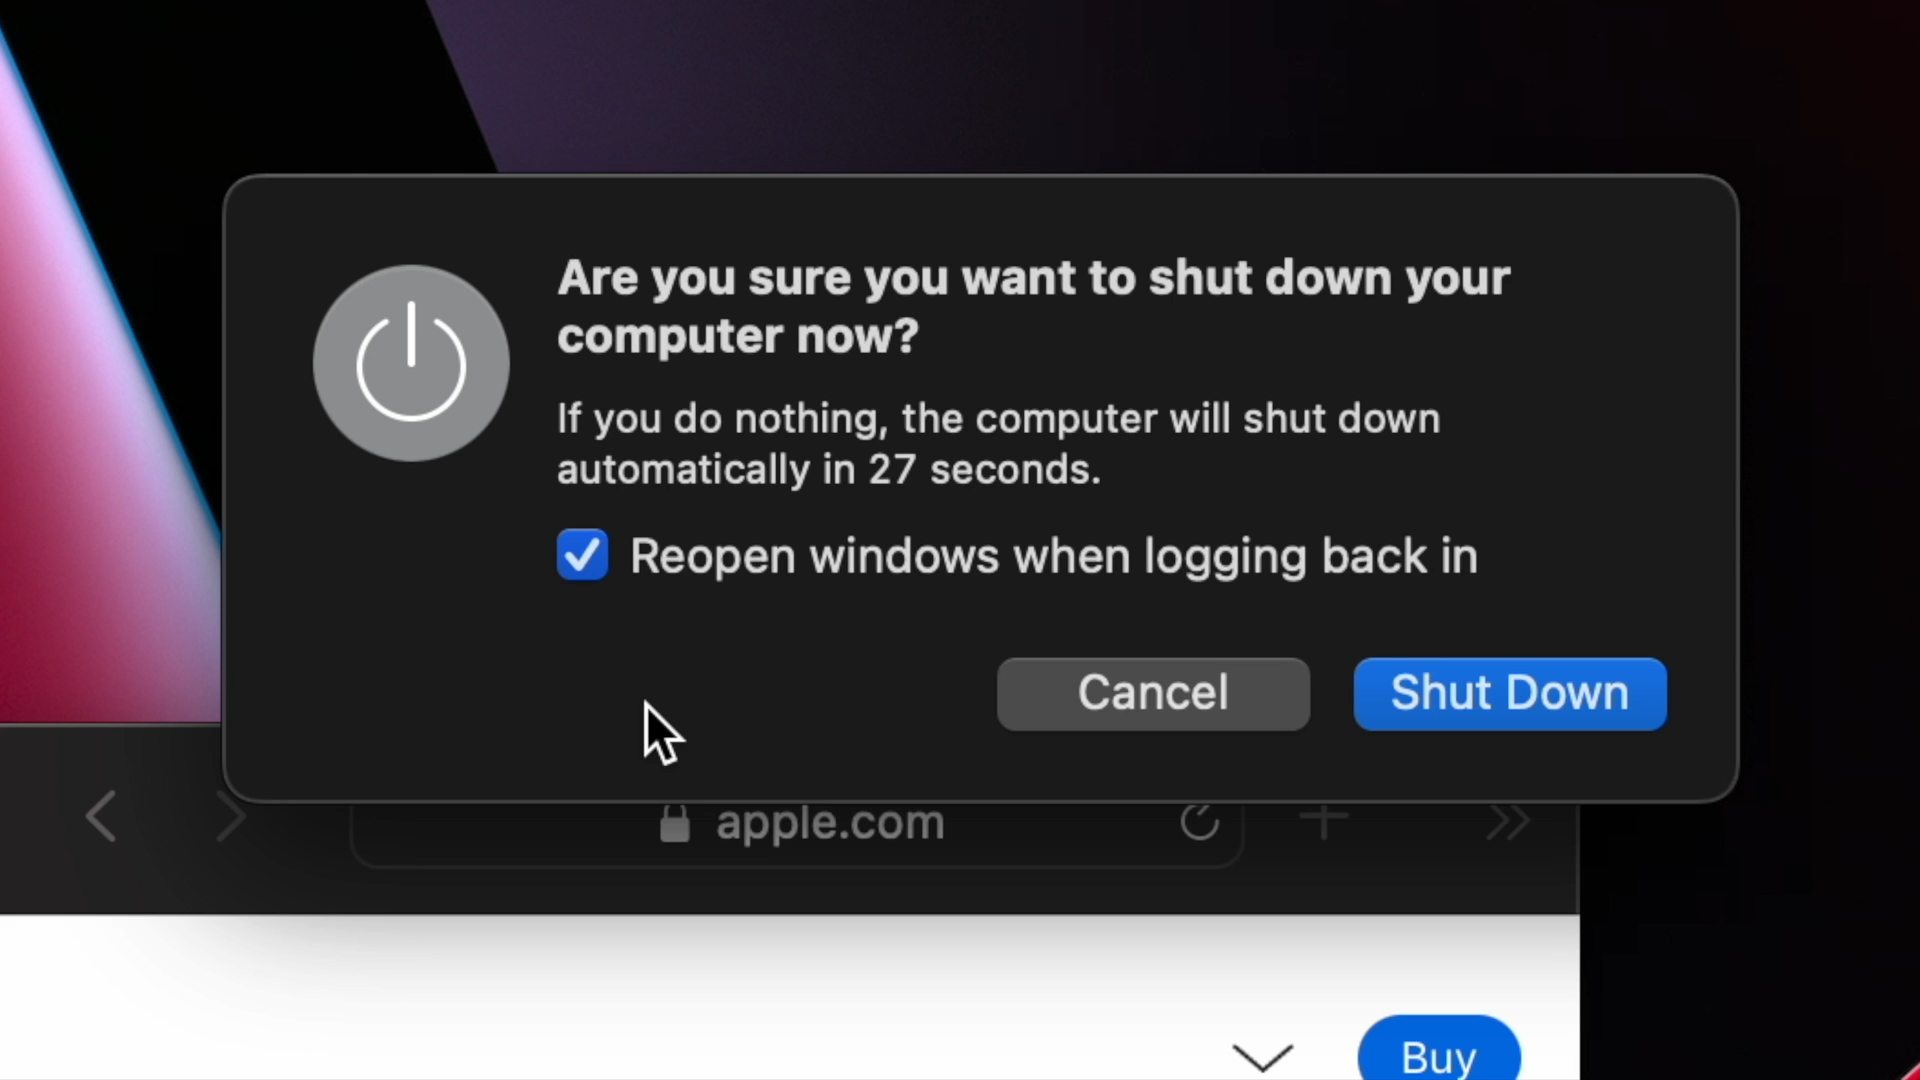 Are you sure you want to shut down your
computer now?
If you do nothing, the computer will shut down
automatically in 27 seconds.
Reopen windows when logging back in
Cancel
Shut Down
apple.com
Buy